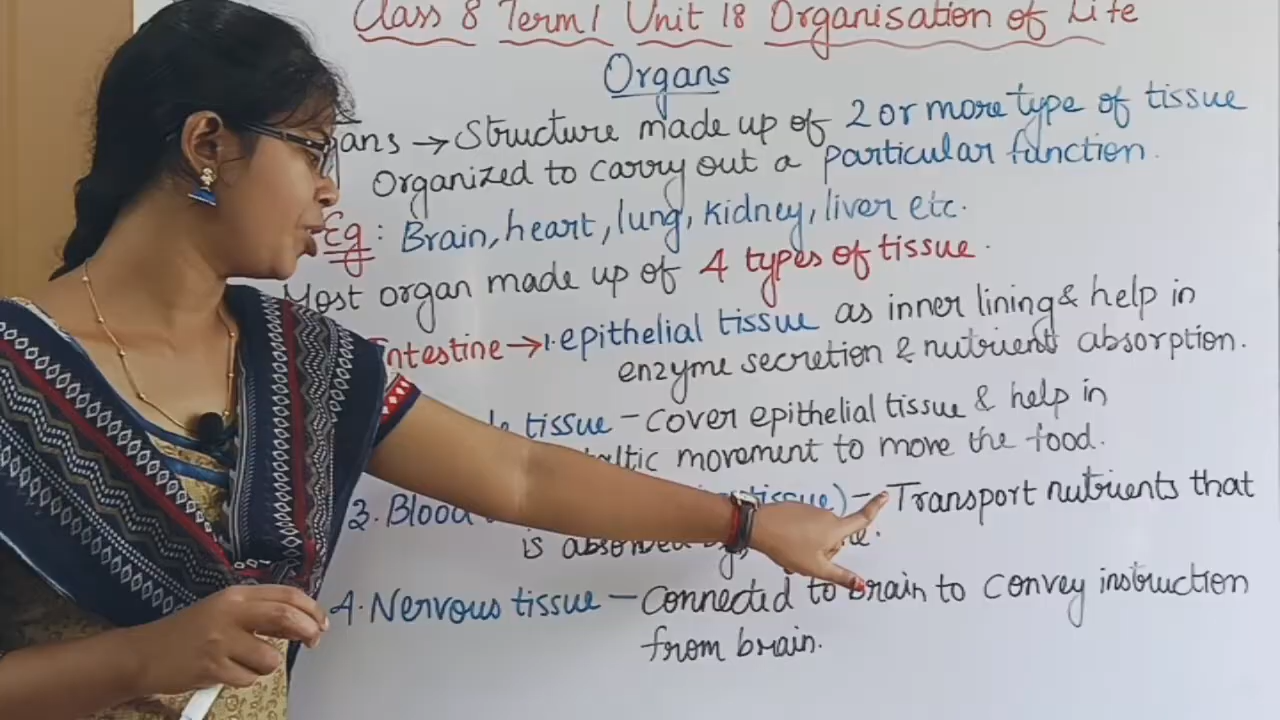 Class 8 Term 1 Unit 18 Organisation of Life
Organs
gans → Structure made up of 2 or more type of tissue
Organized to carry out a particular function.
Eg: Brain, heart, lung, kidney, liver etc.
Most organ made up of 4 types of tissue.
Intestine → 1. epithelial tissue as inner lining & help in
enzyme secretion & nutrient absorption.
tissue - cover epithelial tissue & help in
movement to move the food.
3. Blood tissue) - Transport nutrients that
is absorbed
4. Nervous tissue - Connected to brain to convey instruction
from brain.